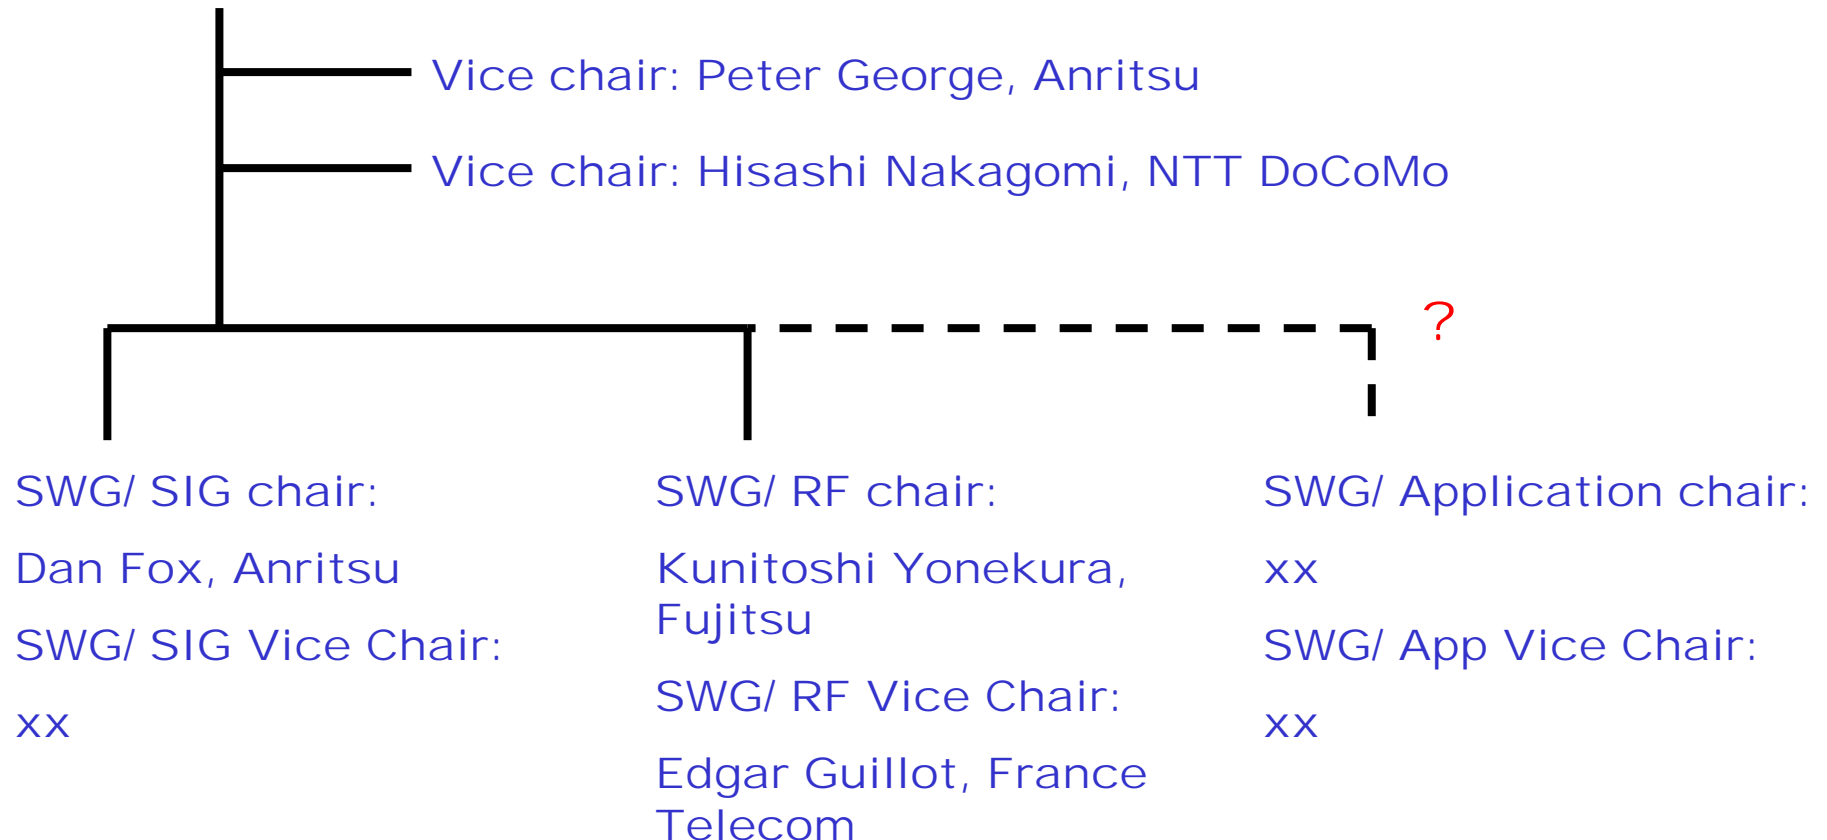 Vice chair: Peter George, Anritsu
Vice chair: Hisashi Nakagomi, NTT DoCoMo
?
SWG/ SIG chair:
Dan Fox, Anritsu
SWG/ SIG Vice Chair:
xx
SWG/ RF chair:
Kunitoshi Yonekura,
Fujitsu
SWG/ RF Vice Chair:
Edgar Guillot, France
Telecom
SWG/ Application chair:
xx
SWG/ App Vice Chair:
xx